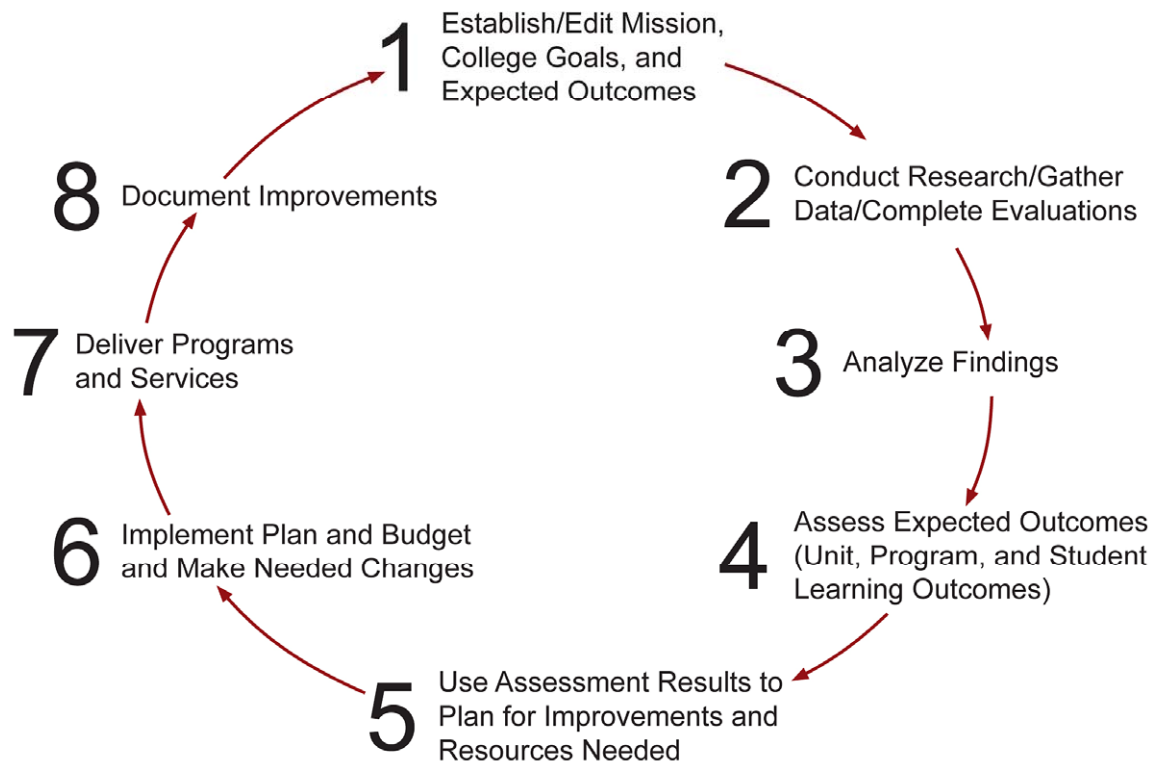 1
Establish/Edit Mission,
College Goals, and
Expected Outcomes
2
Conduct Research/Gather
Data/Complete Evaluations
3
Analyze Findings
4
Assess Expected Outcomes
(Unit, Program, and Student
Learning Outcomes)
5
Use Assessment Results to
Plan for Improvements and
Resources Needed
6
Implement Plan and Budget
and Make Needed Changes
7
Deliver Programs
and Services
8
Document Improvements